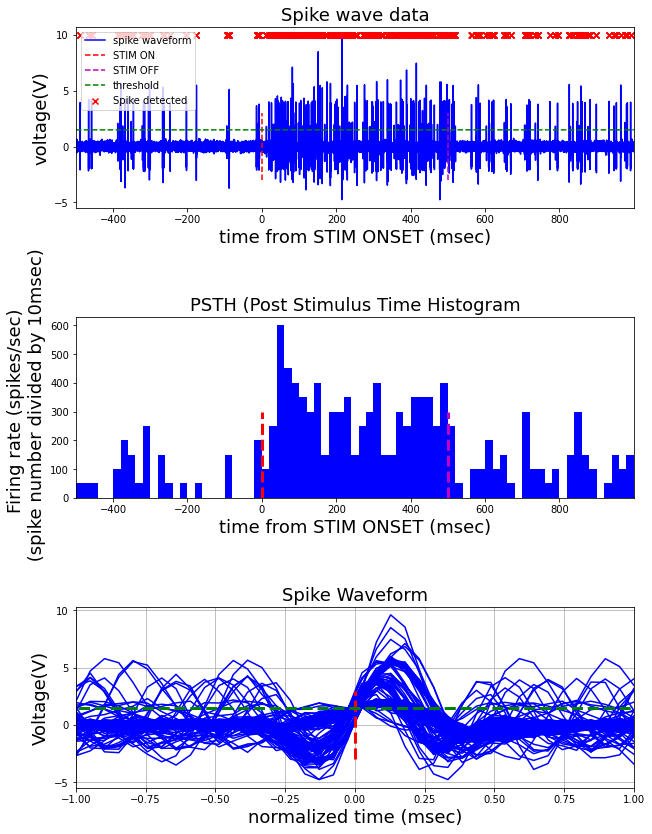 Spike wave data
voltage(V)
10
5
0
−5
spike waveform
STIM ON
STIM OFF
threshold
Spike detected
−400 −200 0 200 400 600 800
time from STIM ONSET (msec)
PSTH (Post Stimulus Time Histogram
Firing rate (spikes/sec)
(spike number divided by 10msec)
600
500
400
300
200
100
0
−400 −200 0 200 400 600 800
time from STIM ONSET (msec)
Spike Waveform
Voltage(V)
10
5
0
−5
−1.00 −0.75 −0.50 −0.25 0.00 0.25 0.50 0.75 1.00
normalized time (msec)